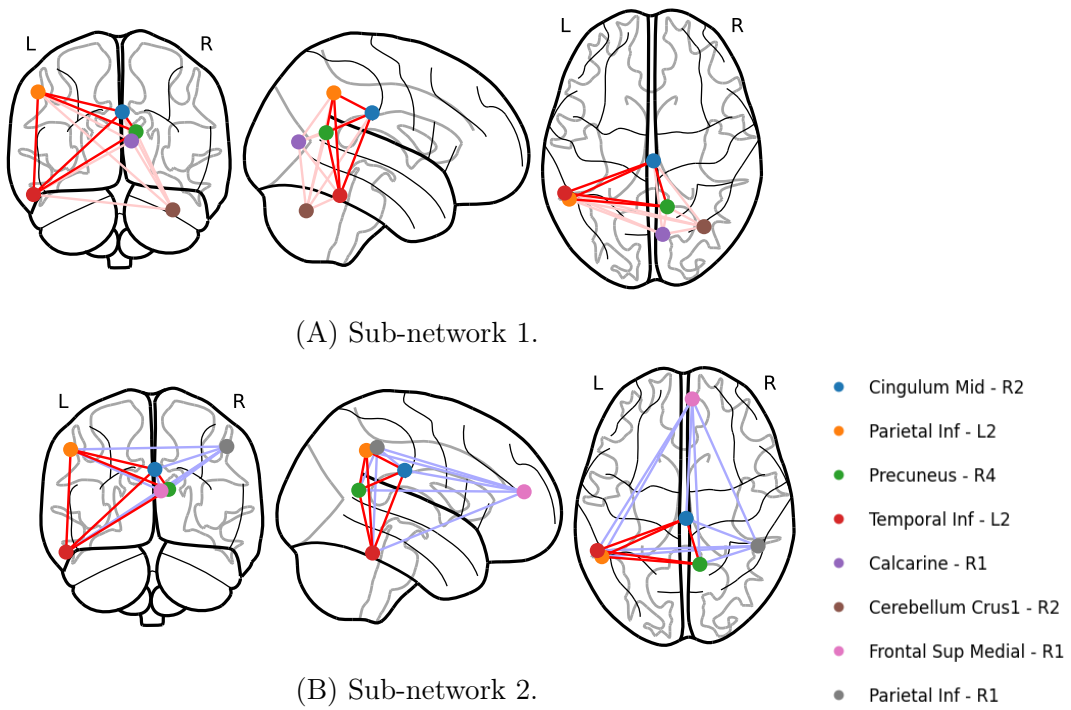 L R L R
(A) Sub-network 1.
L R L R
Cingulum Mid - R2
Parietal Inf - L2
Precuneus - R4
Temporal Inf - L2
Calcarine - R1
Cerebellum Crus1 - R2
Frontal Sup Medial - R1
Parietal Inf - R1
(B) Sub-network 2.